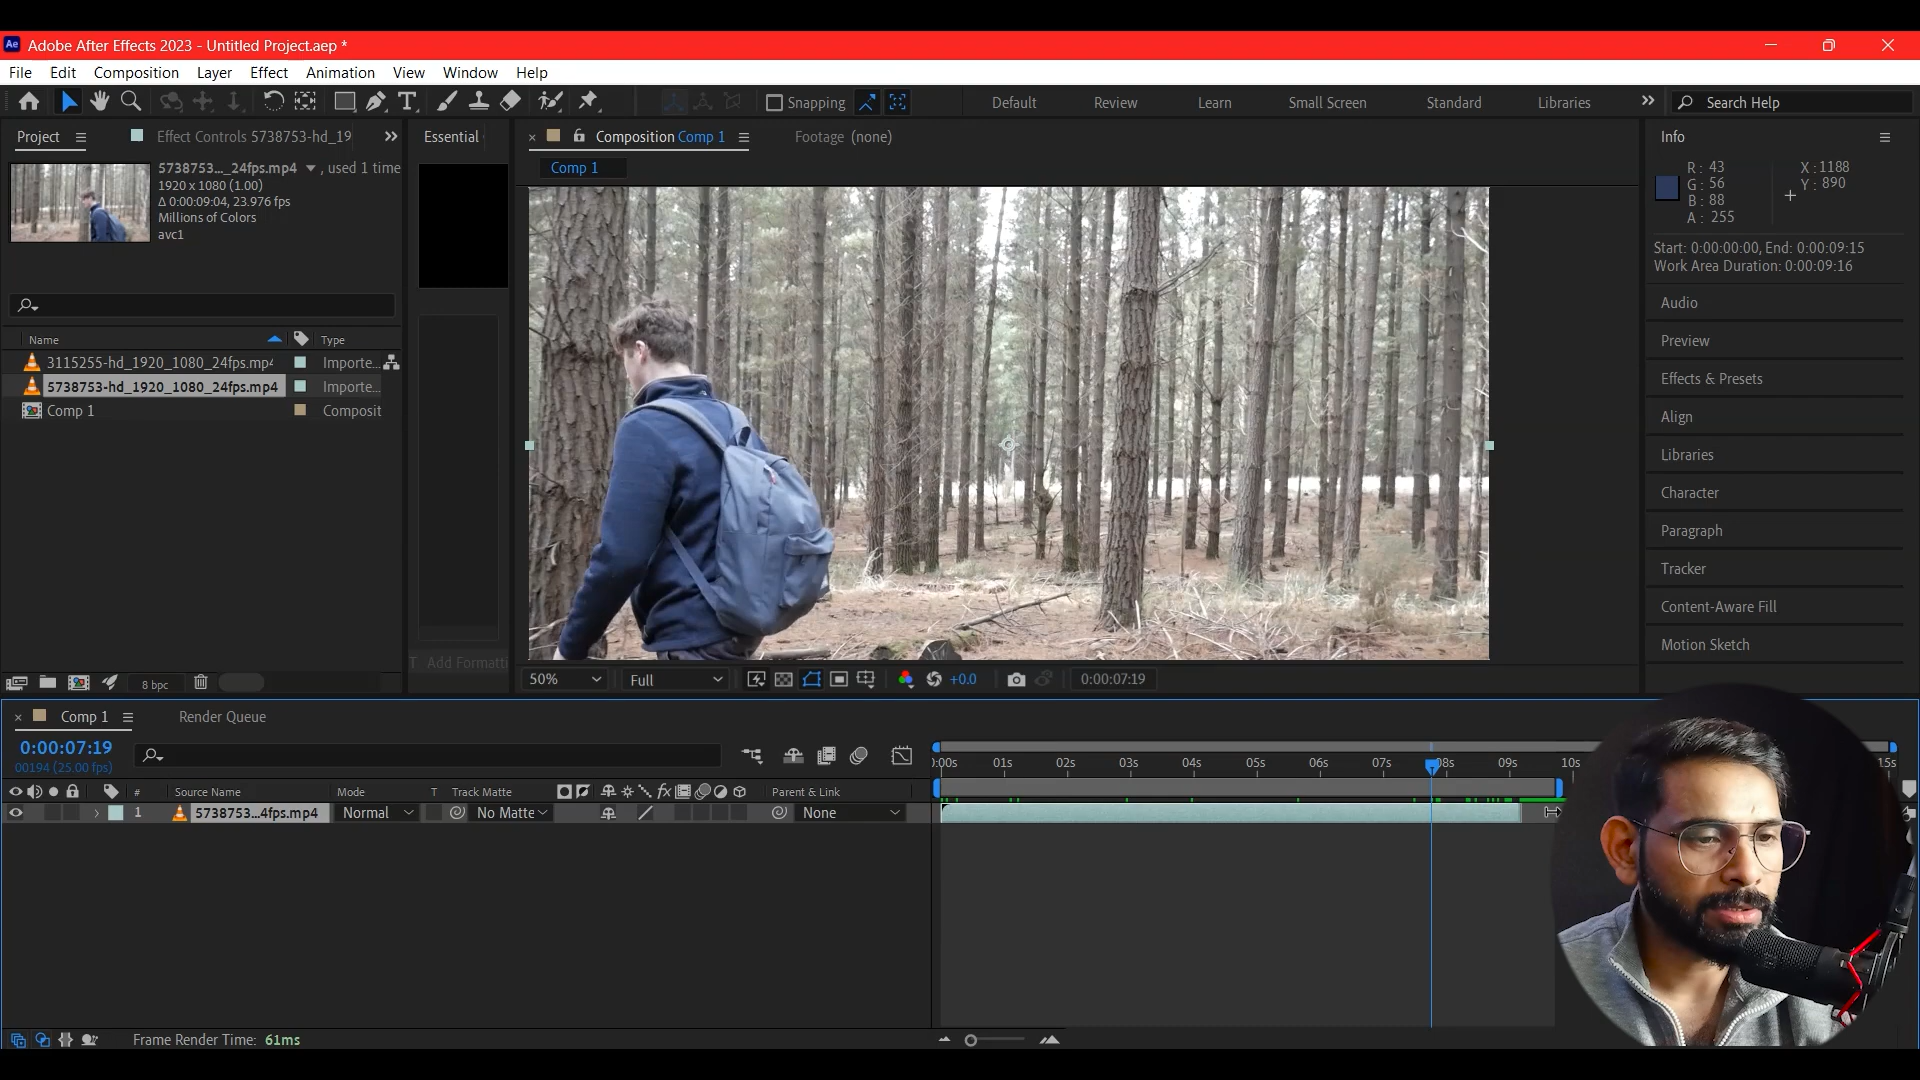 Ae Adobe After Effects 2023 - Untitled Project.aep *
File Edit Composition Layer Effect Animation View Window Help
Snapping Default Review Learn Small Screen Standard Libraries Search Help
Project Effect Controls 5738753-hd_19
5738753..._24fps.mp4 , used 1 time
1920 x 1080 (1.00)
Δ 0:00:09:04, 23.976 fps
Millions of Colors
avc1
Name Type
3115255-hd_1920_1080_24fps.mp4 Importe...
5738753-hd_1920_1080_24fps.mp4 Importe...
Comp 1 Composit
8 bpc
Essential
T Add Formatti
Composition Comp 1 Footage (none)
Comp 1
50% Full +0.0 0:00:07:19
Info
R : 43 X : 1188
G : 56 Y : 890
B : 88
A : 255
Start: 0:00:00:00, End: 0:00:09:15
Work Area Duration: 0:00:09:16
Audio
Preview
Effects & Presets
Align
Libraries
Character
Paragraph
Tracker
Content-Aware Fill
Motion Sketch
Comp 1 Render Queue
0:00:07:19
00194 (25.00 fps)
):00s 01s 02s 03s 04s 05s 06s 07s 08s 09s 10s 15s
# Source Name Mode T Track Matte fx Parent & Link
1 5738753...4fps.mp4 Normal No Matte None
Frame Render Time: 61ms